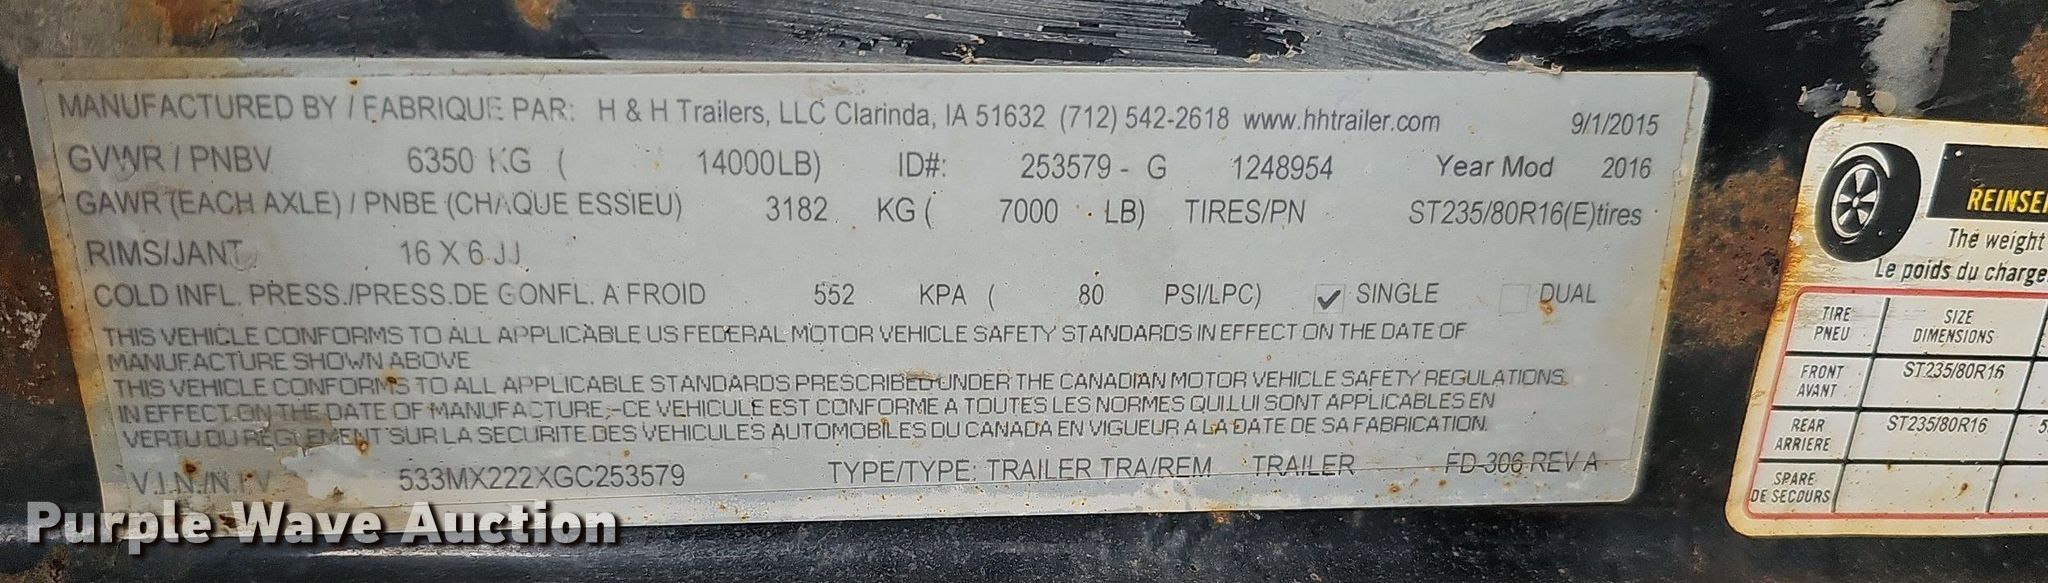 MANUFACTURED BY / FABRIQUE PAR: H & H Trailers, LLC Clarinda, IA 51632 (712) 542-2618 www.hhtrailer.com 9/1/2015
GVWR / PNBV 6350 KG ( 14000LB) ID#: 253579 - G 1248954 Year Mod 2016
GAWR (EACH AXLE) / PNBE (CHAQUE ESSIEU) 3182 KG ( 7000 LB) TIRES/PN ST235/80R16(E)tires
RIMS/JANT 16 X 6 JJ
COLD INFL. PRESS./PRESS.DE GONFL. A FROID 552 KPA ( 80 PSI/LPC) ✓ SINGLE DUAL
THIS VEHICLE CONFORMS TO ALL APPLICABLE US FEDERAL MOTOR VEHICLE SAFETY STANDARDS IN EFFECT ON THE DATE OF
MANUFACTURE SHOWN ABOVE
THIS VEHICLE CONFORMS TO ALL APPLICABLE STANDARDS PRESCRIBED UNDER THE CANADIAN MOTOR VEHICLE SAFETY REGULATIONS
IN EFFECT ON THE DATE OF MANUFACTURE.-CE VEHICULE EST CONFORME A TOUTES LES NORMES QUI LUI SONT APPLICABLES EN
VERTU DU REGLEMENT SUR LA SECURITE DES VEHICULES AUTOMOBILES DU CANADA EN VIGUEUR A LA DATE DE SA FABRICATION.
V.I.N./N.I.V 533MX222XGC253579 TYPE/TYPE: TRAILER TRA/REM TRAILER FD-306 REV A
REINSE
The weight
Le poids du charge
TIRE SIZE
PNEU DIMENSIONS
FRONT ST235/80R16
AVANT
REAR ST235/80R16 5
ARRIERE
SPARE
DE SECOURS
Purple Wave Auction